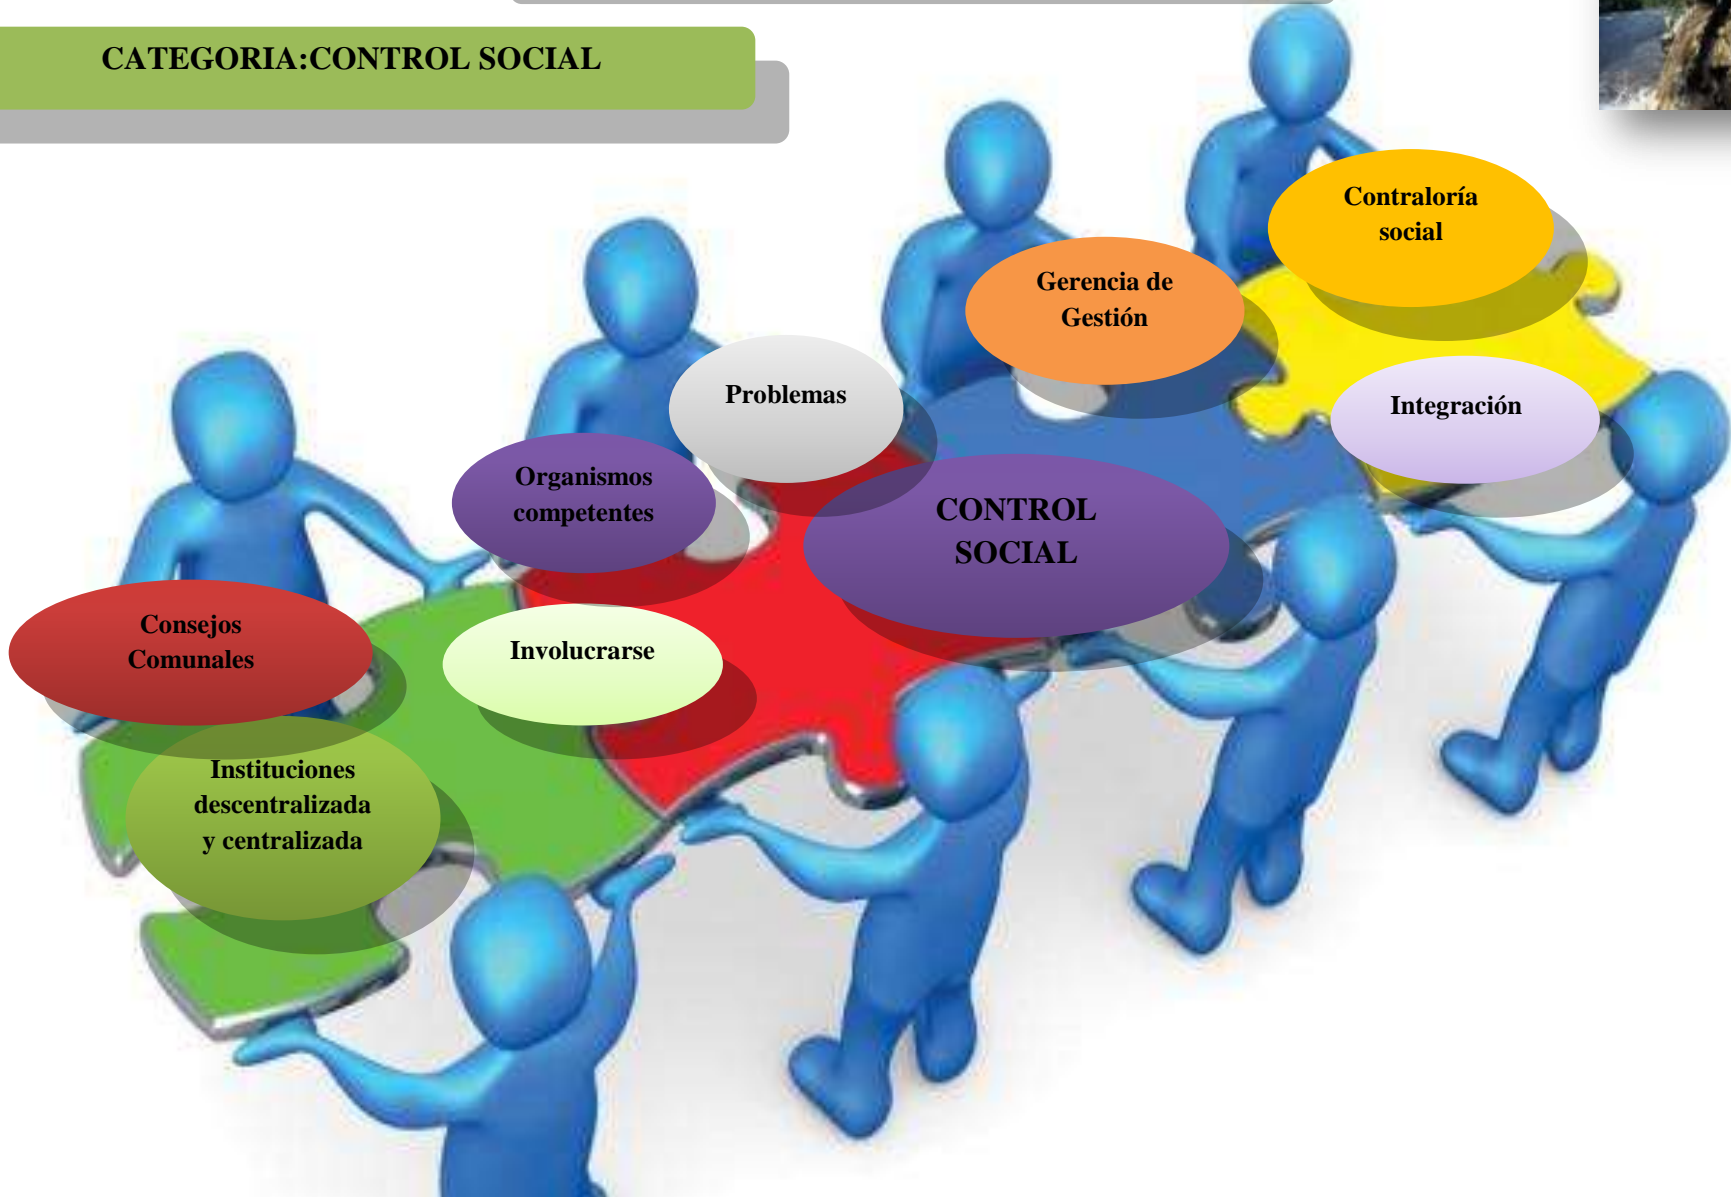 CATEGORIA:CONTROL SOCIAL
Contraloría
social
Gerencia de
Gestión
Problemas
Integración
Organismos
competentes
CONTROL
SOCIAL
Consejos
Comunales
Involucrarse
Instituciones
descentralizada
y centralizada